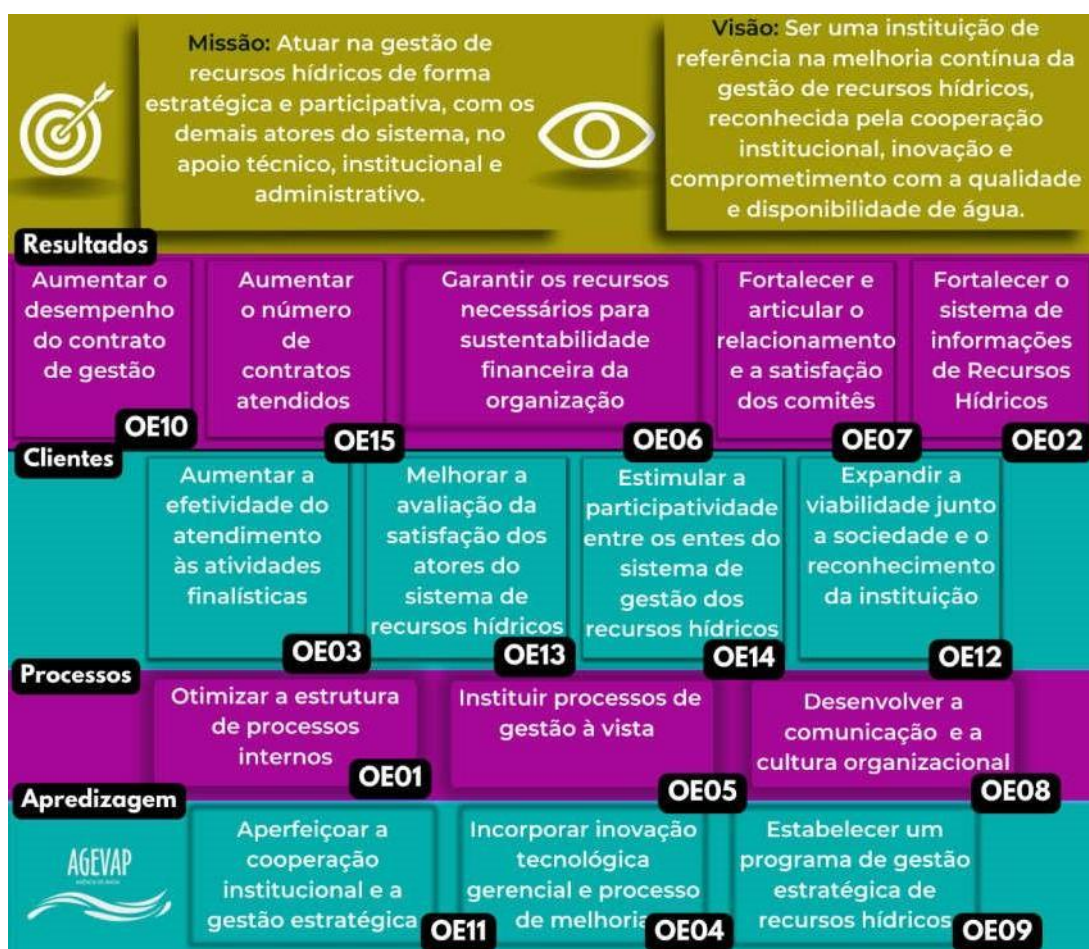 Missão: Atuar na gestão de
recursos hídricos de forma
estratégica e participativa, com os
demais atores do sistema, no
apoio técnico, institucional e
administrativo.
Visão: Ser uma instituição de
referência na melhoria contínua da
gestão de recursos hídricos,
reconhecida pela cooperação
institucional, inovação e
comprometimento com a qualidade
e disponibilidade de água.
Resultados
Aumentar o
desempenho
do contrato
de gestão
OE10
Aumentar
o número
de
contratos
atendidos
OE15
Garantir os recursos
necessários para
sustentabilidade
financeira da
organização
OE06
Fortalecer e
articular o
relacionamento
e a satisfação
dos comitês
OE07
Fortalecer o
sistema de
informações
de Recursos
Hídricos
OE02
Clientes
Aumentar a
efetividade do
atendimento
às atividades
finalísticas
OE03
Melhorar a
avaliação da
satisfação dos
atores do
sistema de
recursos hídricos
OE13
Estimular a
participatividade
entre os entes do
sistema de
gestão dos
recursos hídricos
OE14
Expandir a
viabilidade junto
a sociedade e o
reconhecimento
da instituição
OE12
Processos
Otimizar a estrutura
de processos
internos
OE01
Instituir processos de
gestão à vista
OE05
Desenvolver a
comunicação e a
cultura organizacional
OE08
Apredizagem
AGEVAP
Aperfeiçoar a
cooperação
institucional e a
gestão estratégica
OE11
Incorporar inovação
tecnológica
gerencial e processo
de melhoria
OE04
Estabelecer um
programa de gestão
estratégica de
recursos hídricos
OE09